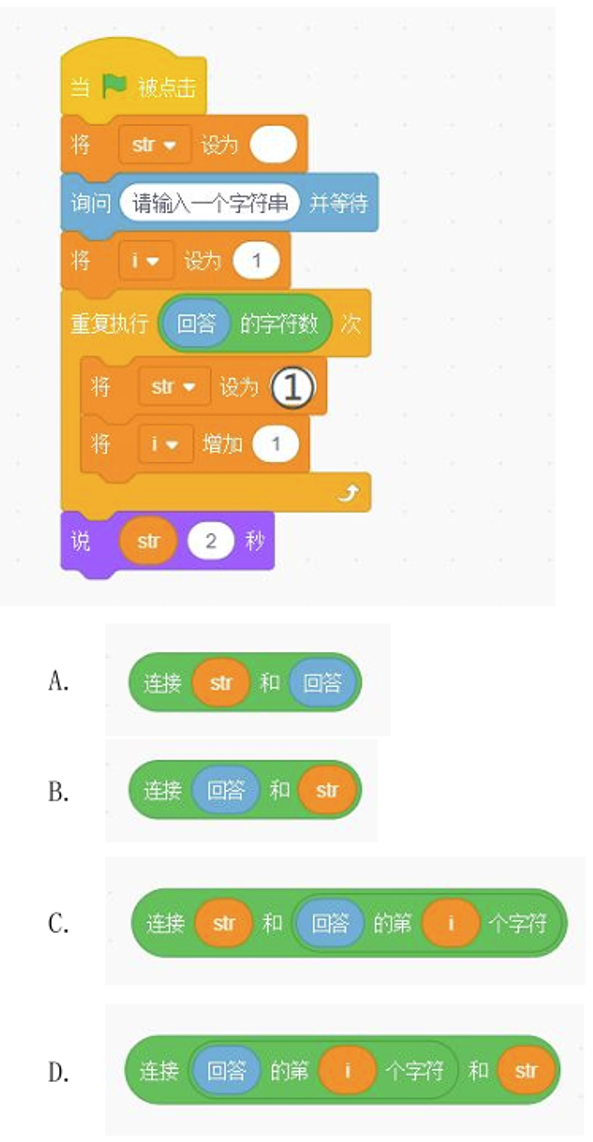 当 被点击
将 str 设为
询问 请输入一个字符串 并等待
将 i 设为 1
重复执行 回答 的字符数 次
将 str 设为 ①
将 i 增加 1
说 str 2 秒
A. 连接 str 和 回答
B. 连接 回答 和 str
C. 连接 str 和 回答 的第 i 个字符
D. 连接 回答 的第 i 个字符 和 str